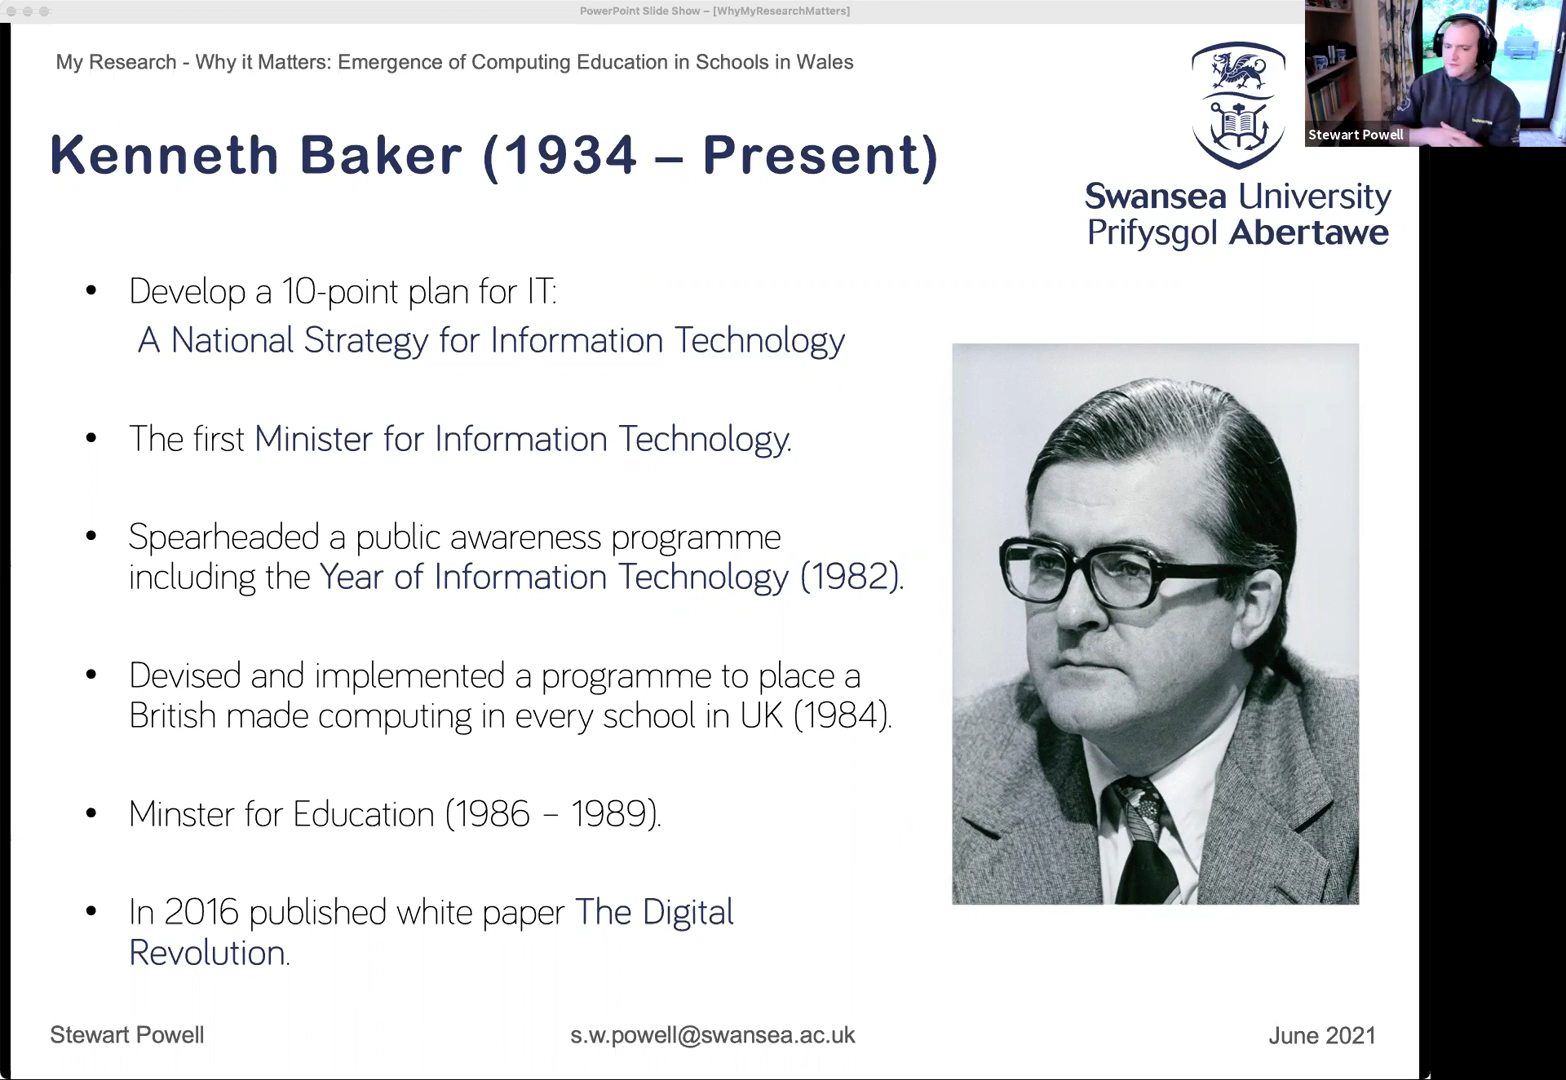 PowerPoint Slide Show – [WhyMyResearchMatters]
My Research - Why it Matters: Emergence of Computing Education in Schools in Wales
Stewart Powell
Kenneth Baker (1934 – Present)
Swansea University
Prifysgol Abertawe
• Develop a 10-point plan for IT:
A National Strategy for Information Technology
• The first Minister for Information Technology.
• Spearheaded a public awareness programme
including the Year of Information Technology (1982).
• Devised and implemented a programme to place a
British made computing in every school in UK (1984).
• Minster for Education (1986 – 1989).
• In 2016 published white paper The Digital
Revolution.
Stewart Powell
s.w.powell@swansea.ac.uk
June 2021